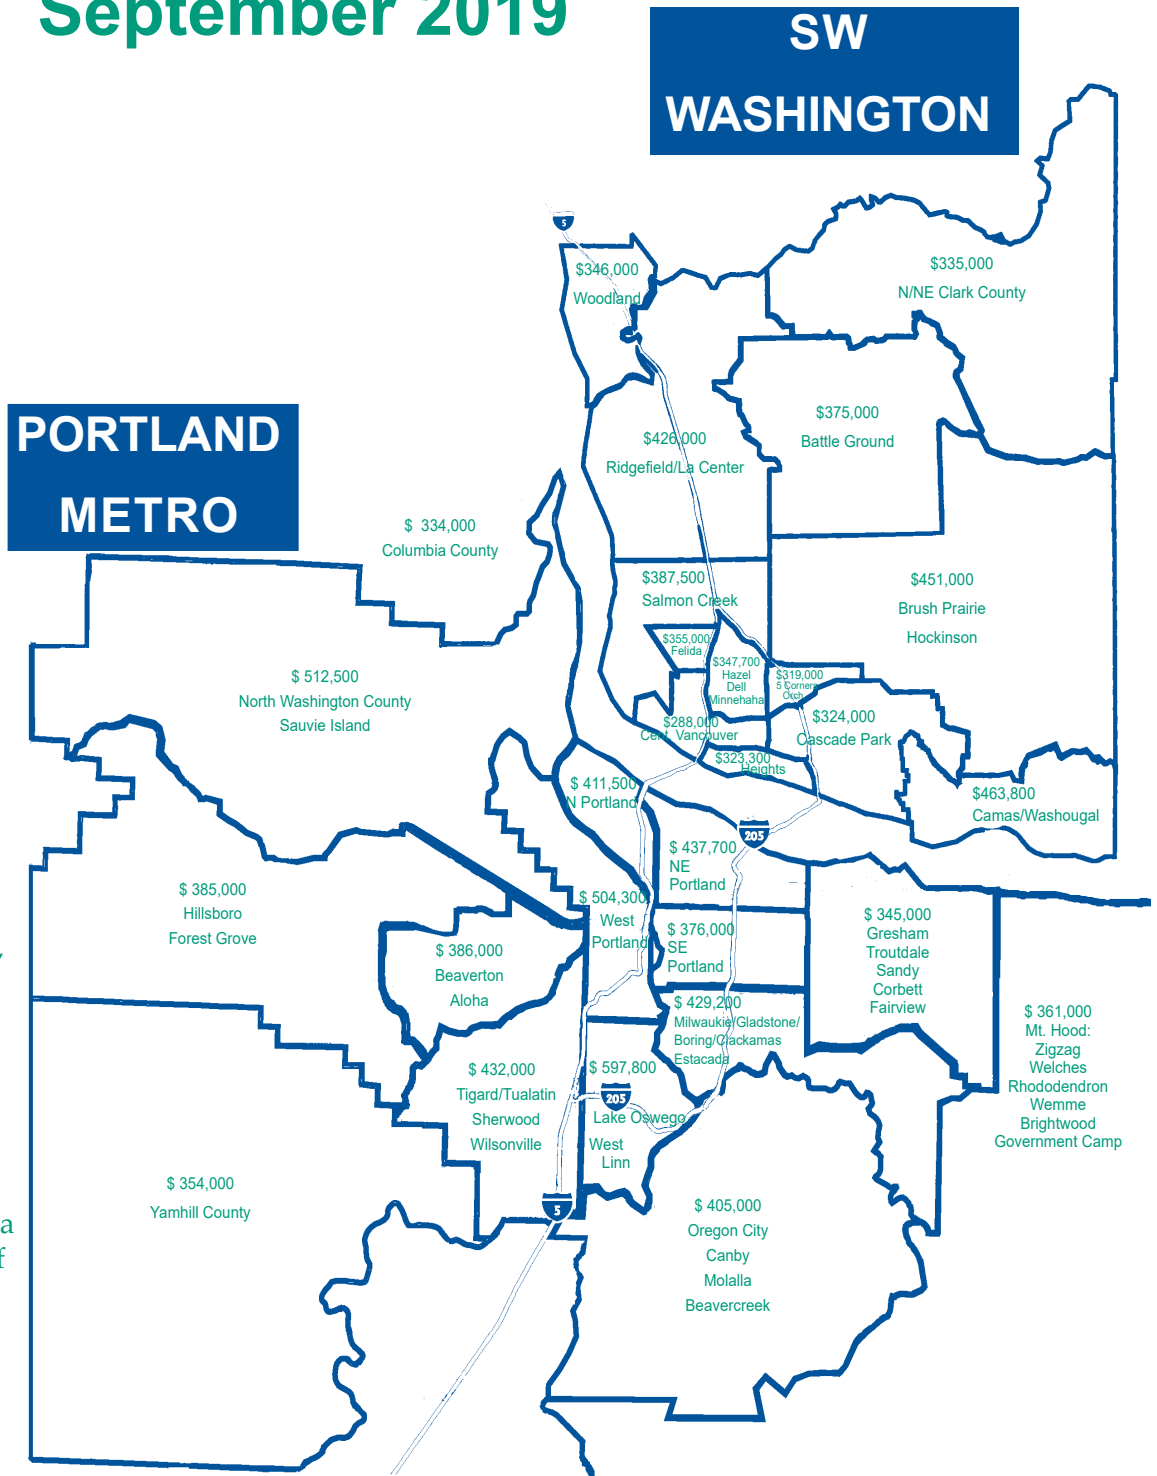 September 2019
SW
WASHINGTON
5
$346,000
Woodland
$335,000
N/NE Clark County
$375,000
Battle Ground
$426,000
Ridgefield/La Center
PORTLAND
METRO
$ 334,000
Columbia County
$387,500
Salmon Creek
$451,000
Brush Prairie
Hockinson
$355,000
Felida
$347,700
Hazel
Dell
Minnehaha
$319,000
5 Corners
Orch
$ 512,500
North Washington County
Sauvie Island
$288,000
Cent. Vancouver
$324,000
Cascade Park
$323,300
Heights
$463,800
Camas/Washougal
$ 411,500
N Portland
205
$ 437,700
NE
Portland
$ 385,000
Hillsboro
Forest Grove
$ 504,300
West
Portland
$ 376,000
SE
Portland
$ 345,000
Gresham
Troutdale
Sandy
Corbett
Fairview
$ 386,000
Beaverton
Aloha
$ 429,200
Milwaukie/Gladstone/
Boring/Clackamas
Estacada
$ 361,000
Mt. Hood:
Zigzag
Welches
Rhododendron
Wemme
Brightwood
Government Camp
$ 432,000
Tigard/Tualatin
Sherwood
Wilsonville
$ 597,800
205
Lake Oswego
West
Linn
$ 354,000
Yamhill County
5
$ 405,000
Oregon City
Canby
Molalla
Beavercreek
a
f